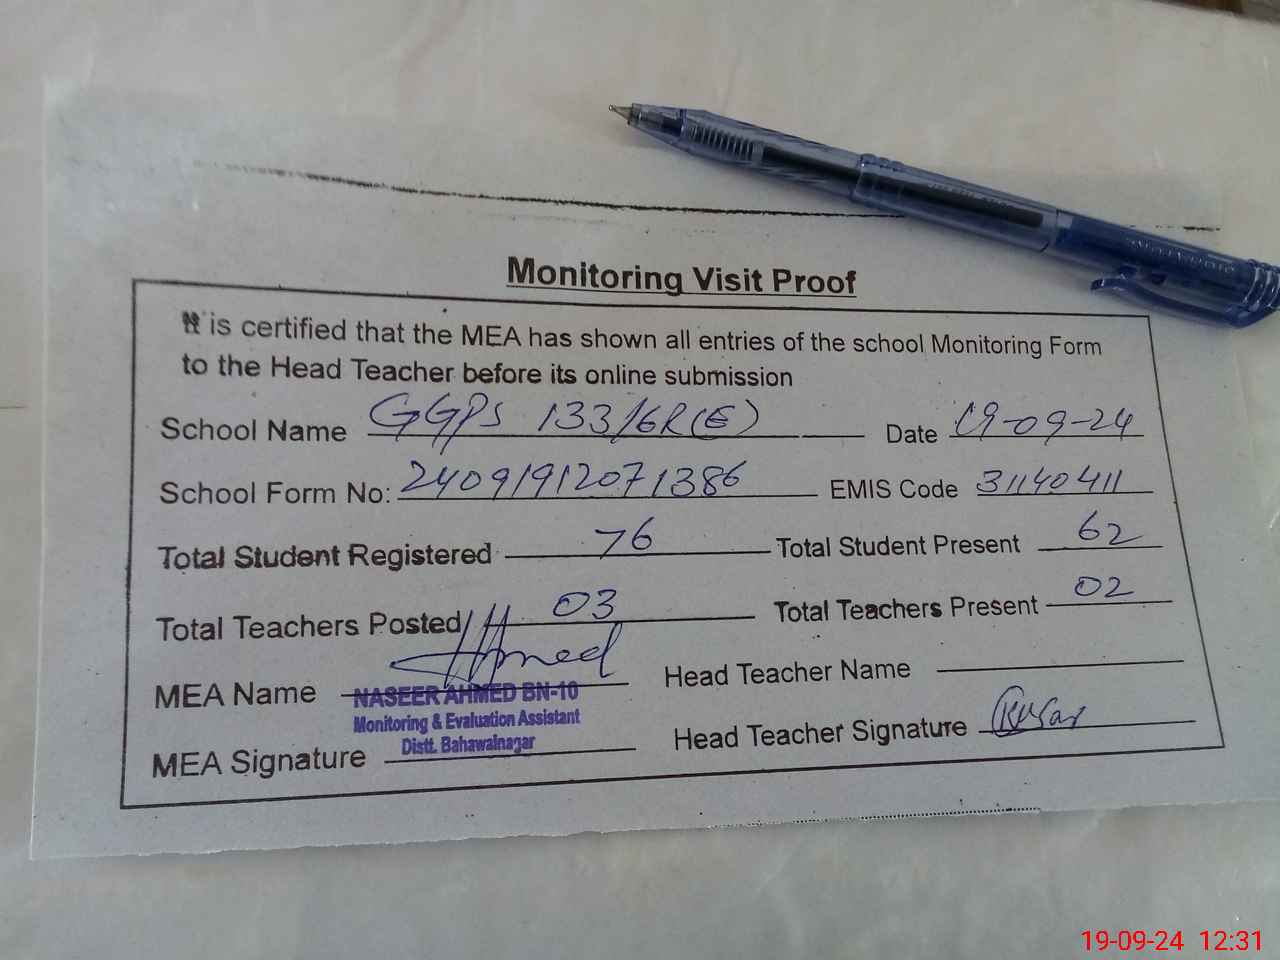 Monitoring Visit Proof
It is certified that the MEA has shown all entries of the school Monitoring Form
to the Head Teacher before its online submission
School Name GGPS 133/6R(E) Date 19-09-24
School Form No: 24091912071386 EMIS Code 31140411
Total Student Registered 76 Total Student Present 62
Total Teachers Posted 03 Total Teachers Present 02
Ahmed
MEA Name NASEER AHMED BN-10 Head Teacher Name
Monitoring & Evaluation Assistant
Distt. Bahawalnagar
MEA Signature Head Teacher Signature
19-09-24 12:31